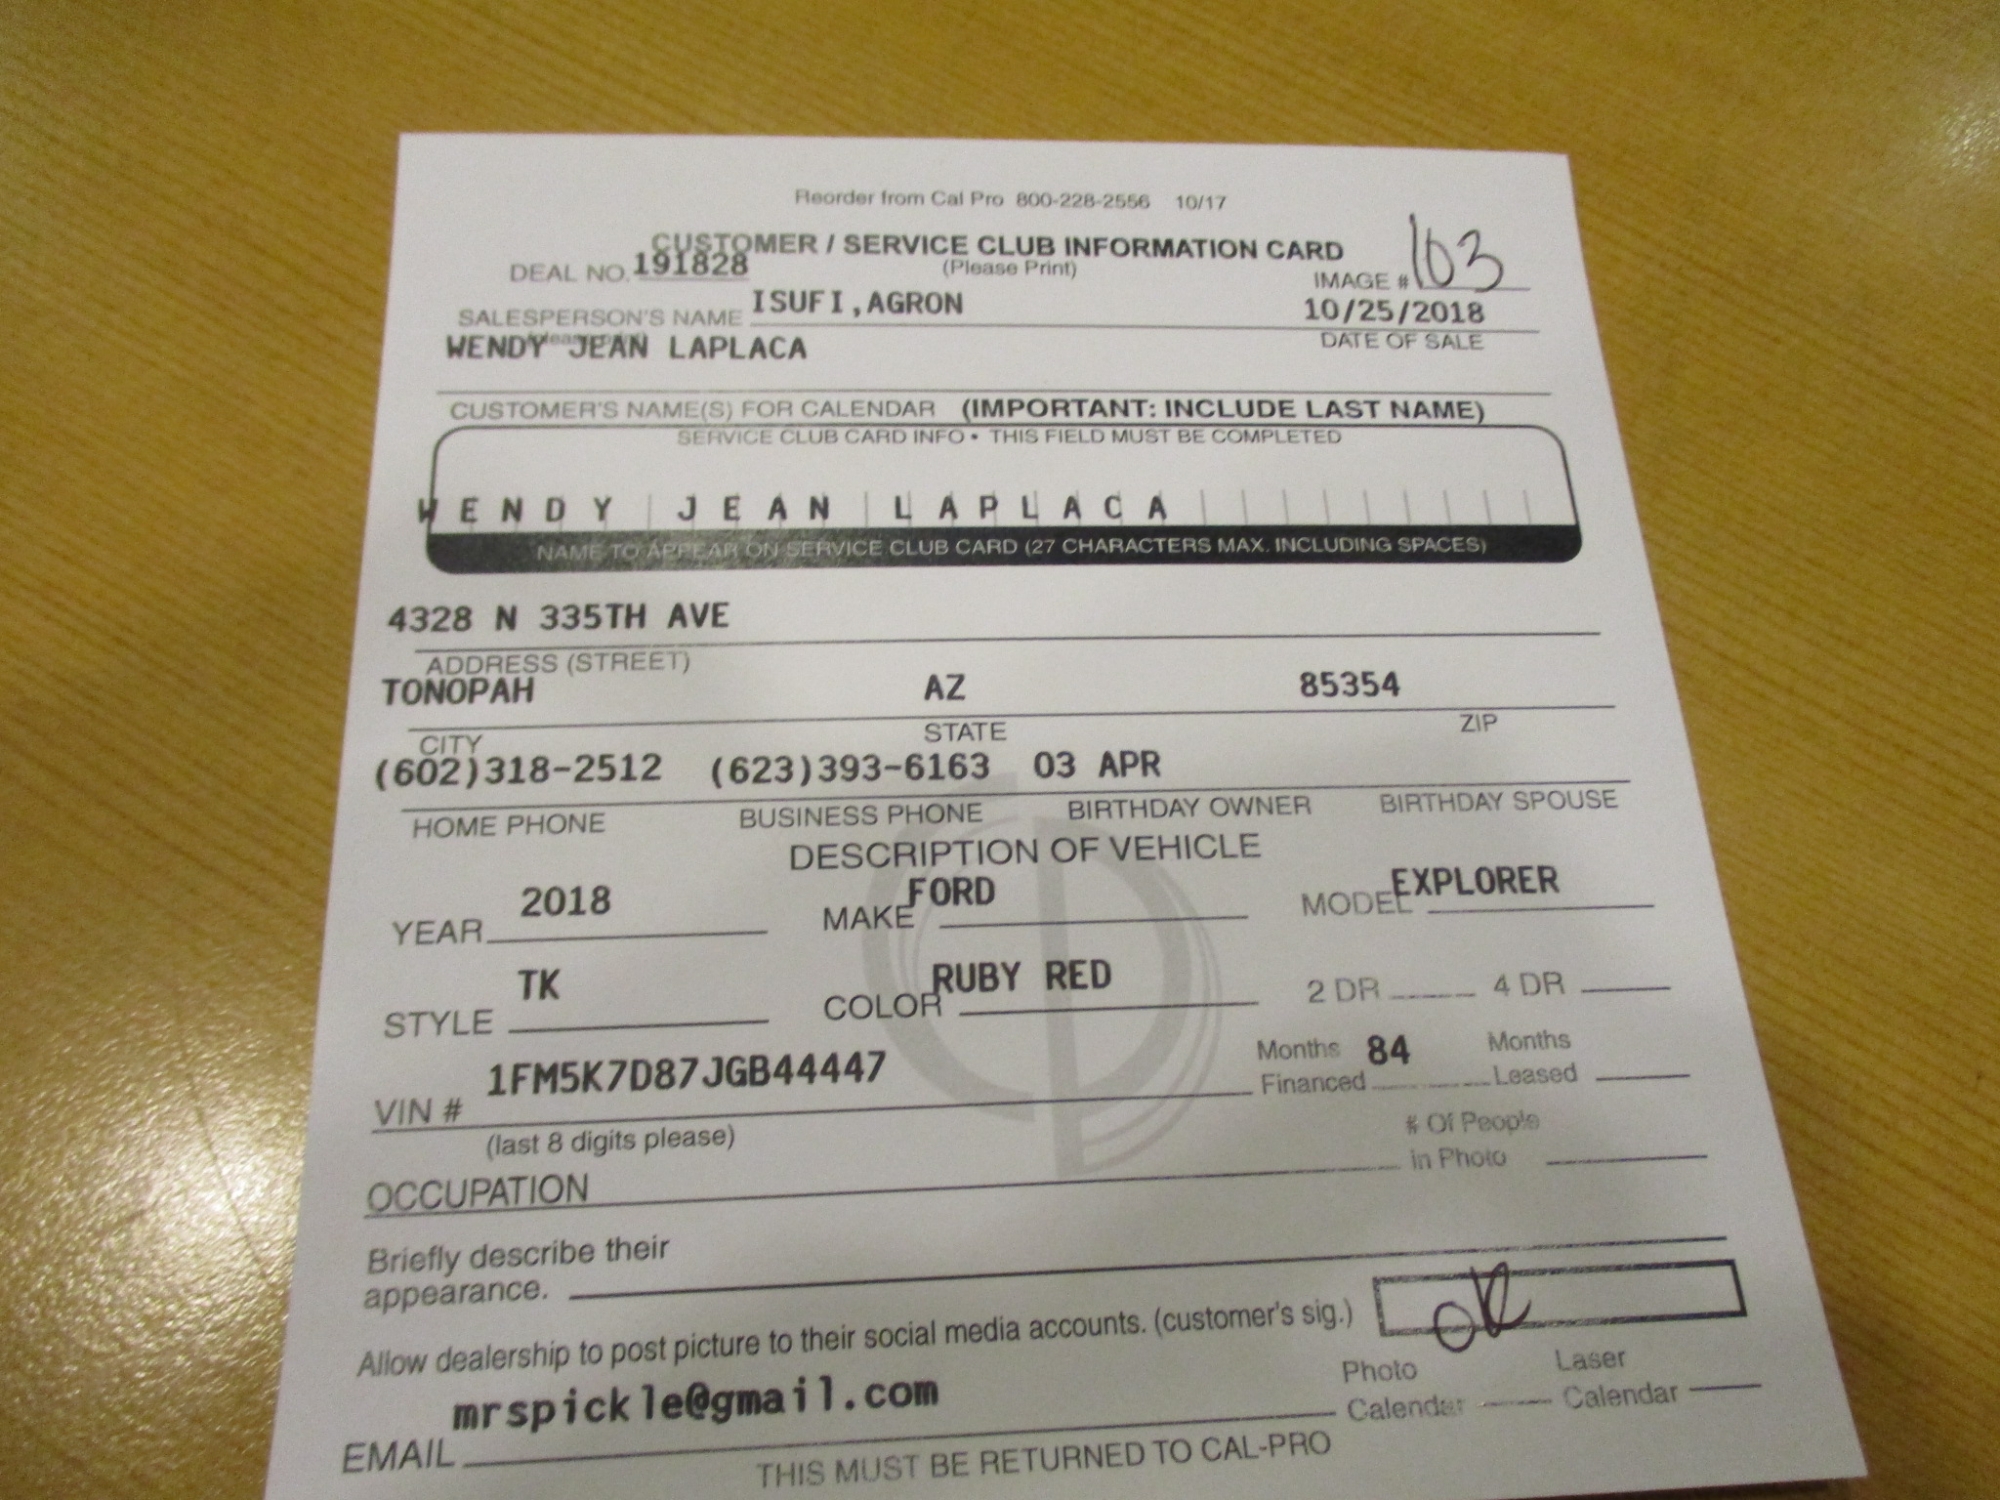 Reorder from Cal Pro 800-228-2556 10/17
CUSTOMER / SERVICE CLUB INFORMATION CARD
DEAL NO. 191828 (Please Print) IMAGE # 103
SALESPERSON'S NAME ISUFI,AGRON 10/25/2018
(please print) DATE OF SALE
WENDY JEAN LAPLACA
CUSTOMER'S NAME(S) FOR CALENDAR (IMPORTANT: INCLUDE LAST NAME)
SERVICE CLUB CARD INFO • THIS FIELD MUST BE COMPLETED
WENDY JEAN LAPLACA
NAME TO APPEAR ON SERVICE CLUB CARD (27 CHARACTERS MAX. INCLUDING SPACES)
4328 N 335TH AVE
ADDRESS (STREET)
TONOPAH AZ 85354
CITY STATE ZIP
(602)318-2512 (623)393-6163 03 APR
HOME PHONE BUSINESS PHONE BIRTHDAY OWNER BIRTHDAY SPOUSE
DESCRIPTION OF VEHICLE
YEAR 2018 MAKE FORD MODEL EXPLORER
STYLE TK COLOR RUBY RED 2 DR 4 DR
Months Financed 84 Months Leased
VIN # 1FM5K7D87JGB44447
(last 8 digits please)
# Of People in Photo
OCCUPATION
Briefly describe their
appearance.
Allow dealership to post picture to their social media accounts. (customer's sig.) ok
Photo Calendar Laser Calendar
EMAIL mrspickle@gmail.com
THIS MUST BE RETURNED TO CAL-PRO